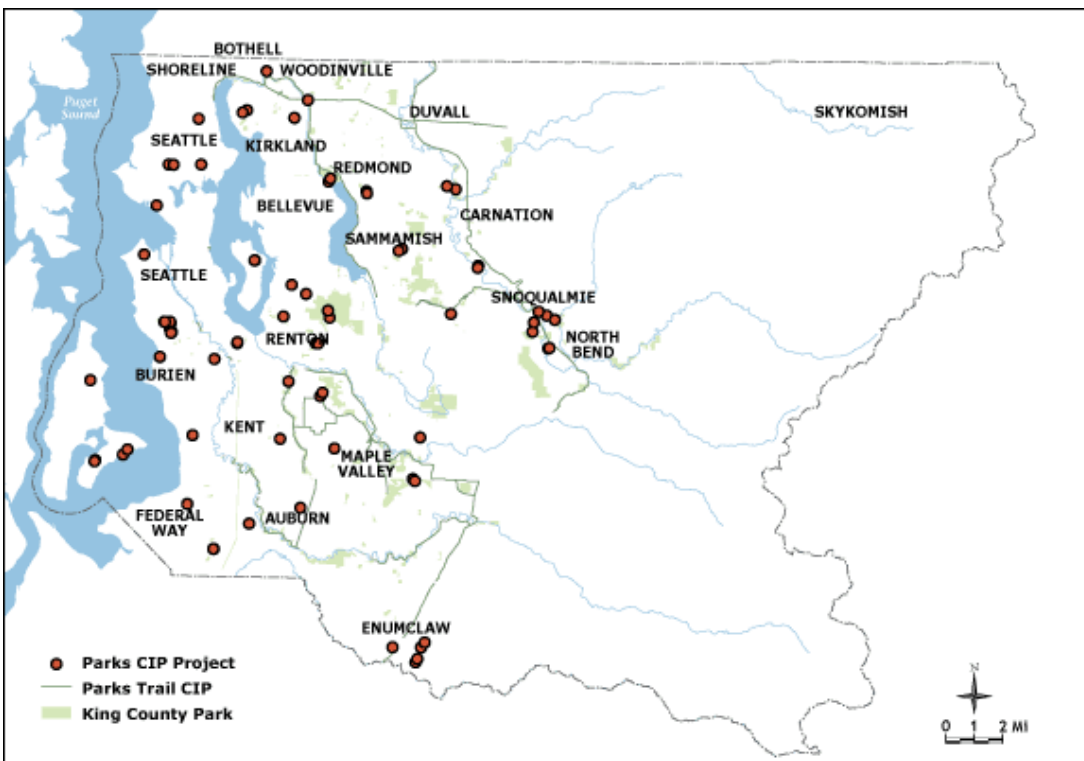 BOTHELL
SHORELINE
WOODINVILLE
Puget
Sound
DUVALL
SKYKOMISH
SEATTLE
KIRKLAND
REDMOND
BELLEVUE
CARNATION
SAMMAMISH
SEATTLE
SNOQUALMIE
RENTON
NORTH
BEND
BURIEN
KENT
MAPLE
VALLEY
FEDERAL
WAY
AUBURN
ENUMCLAW
Parks CIP Project
Parks Trail CIP
King County Park
N
0 1 2 MI